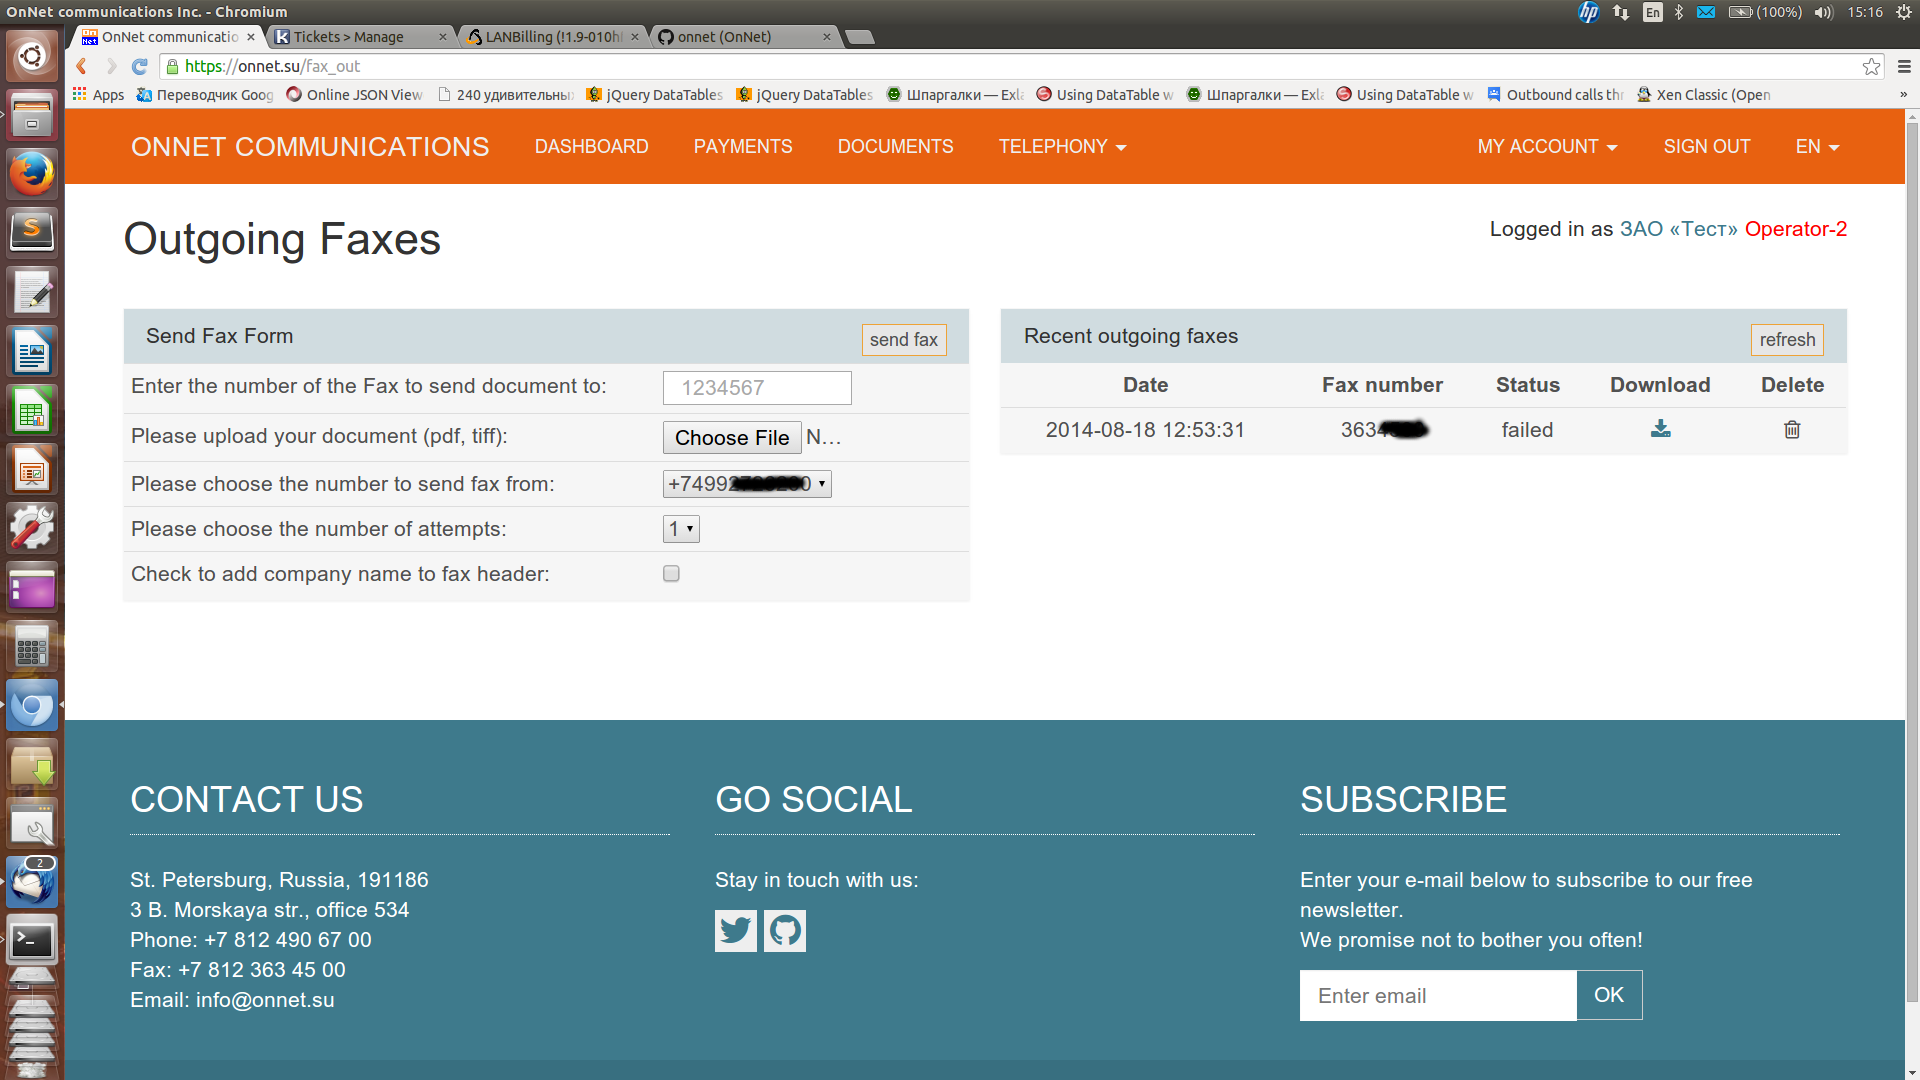 OnNet communications Inc. - Chromium
En (100%) 15:16
OnNet communicatio
Tickets > Manage
LANBilling (!1.9-010h
onnet (OnNet)
https://onnet.su/fax_out
Apps Переводчик Goog Online JSON View 240 удивительны jQuery DataTables jQuery DataTables Шпаргалки — Exla Using DataTable w Шпаргалки — Exla Using DataTable w Outbound calls thr Xen Classic (Open »
ONNET COMMUNICATIONS DASHBOARD PAYMENTS DOCUMENTS TELEPHONY MY ACCOUNT SIGN OUT EN
Outgoing Faxes
Logged in as ЗАО «Тест» Operator-2
Send Fax Form
send fax
Enter the number of the Fax to send document to: 1234567
Please upload your document (pdf, tiff): Choose File N...
Please choose the number to send fax from: +74992 0
Please choose the number of attempts: 1
Check to add company name to fax header:
Recent outgoing faxes
refresh
Date Fax number Status Download Delete
2014-08-18 12:53:31 363 failed
CONTACT US
St. Petersburg, Russia, 191186
3 B. Morskaya str., office 534
Phone: +7 812 490 67 00
Fax: +7 812 363 45 00
Email: info@onnet.su
GO SOCIAL
Stay in touch with us:
SUBSCRIBE
Enter your e-mail below to subscribe to our free
newsletter.
We promise not to bother you often!
Enter email OK
2